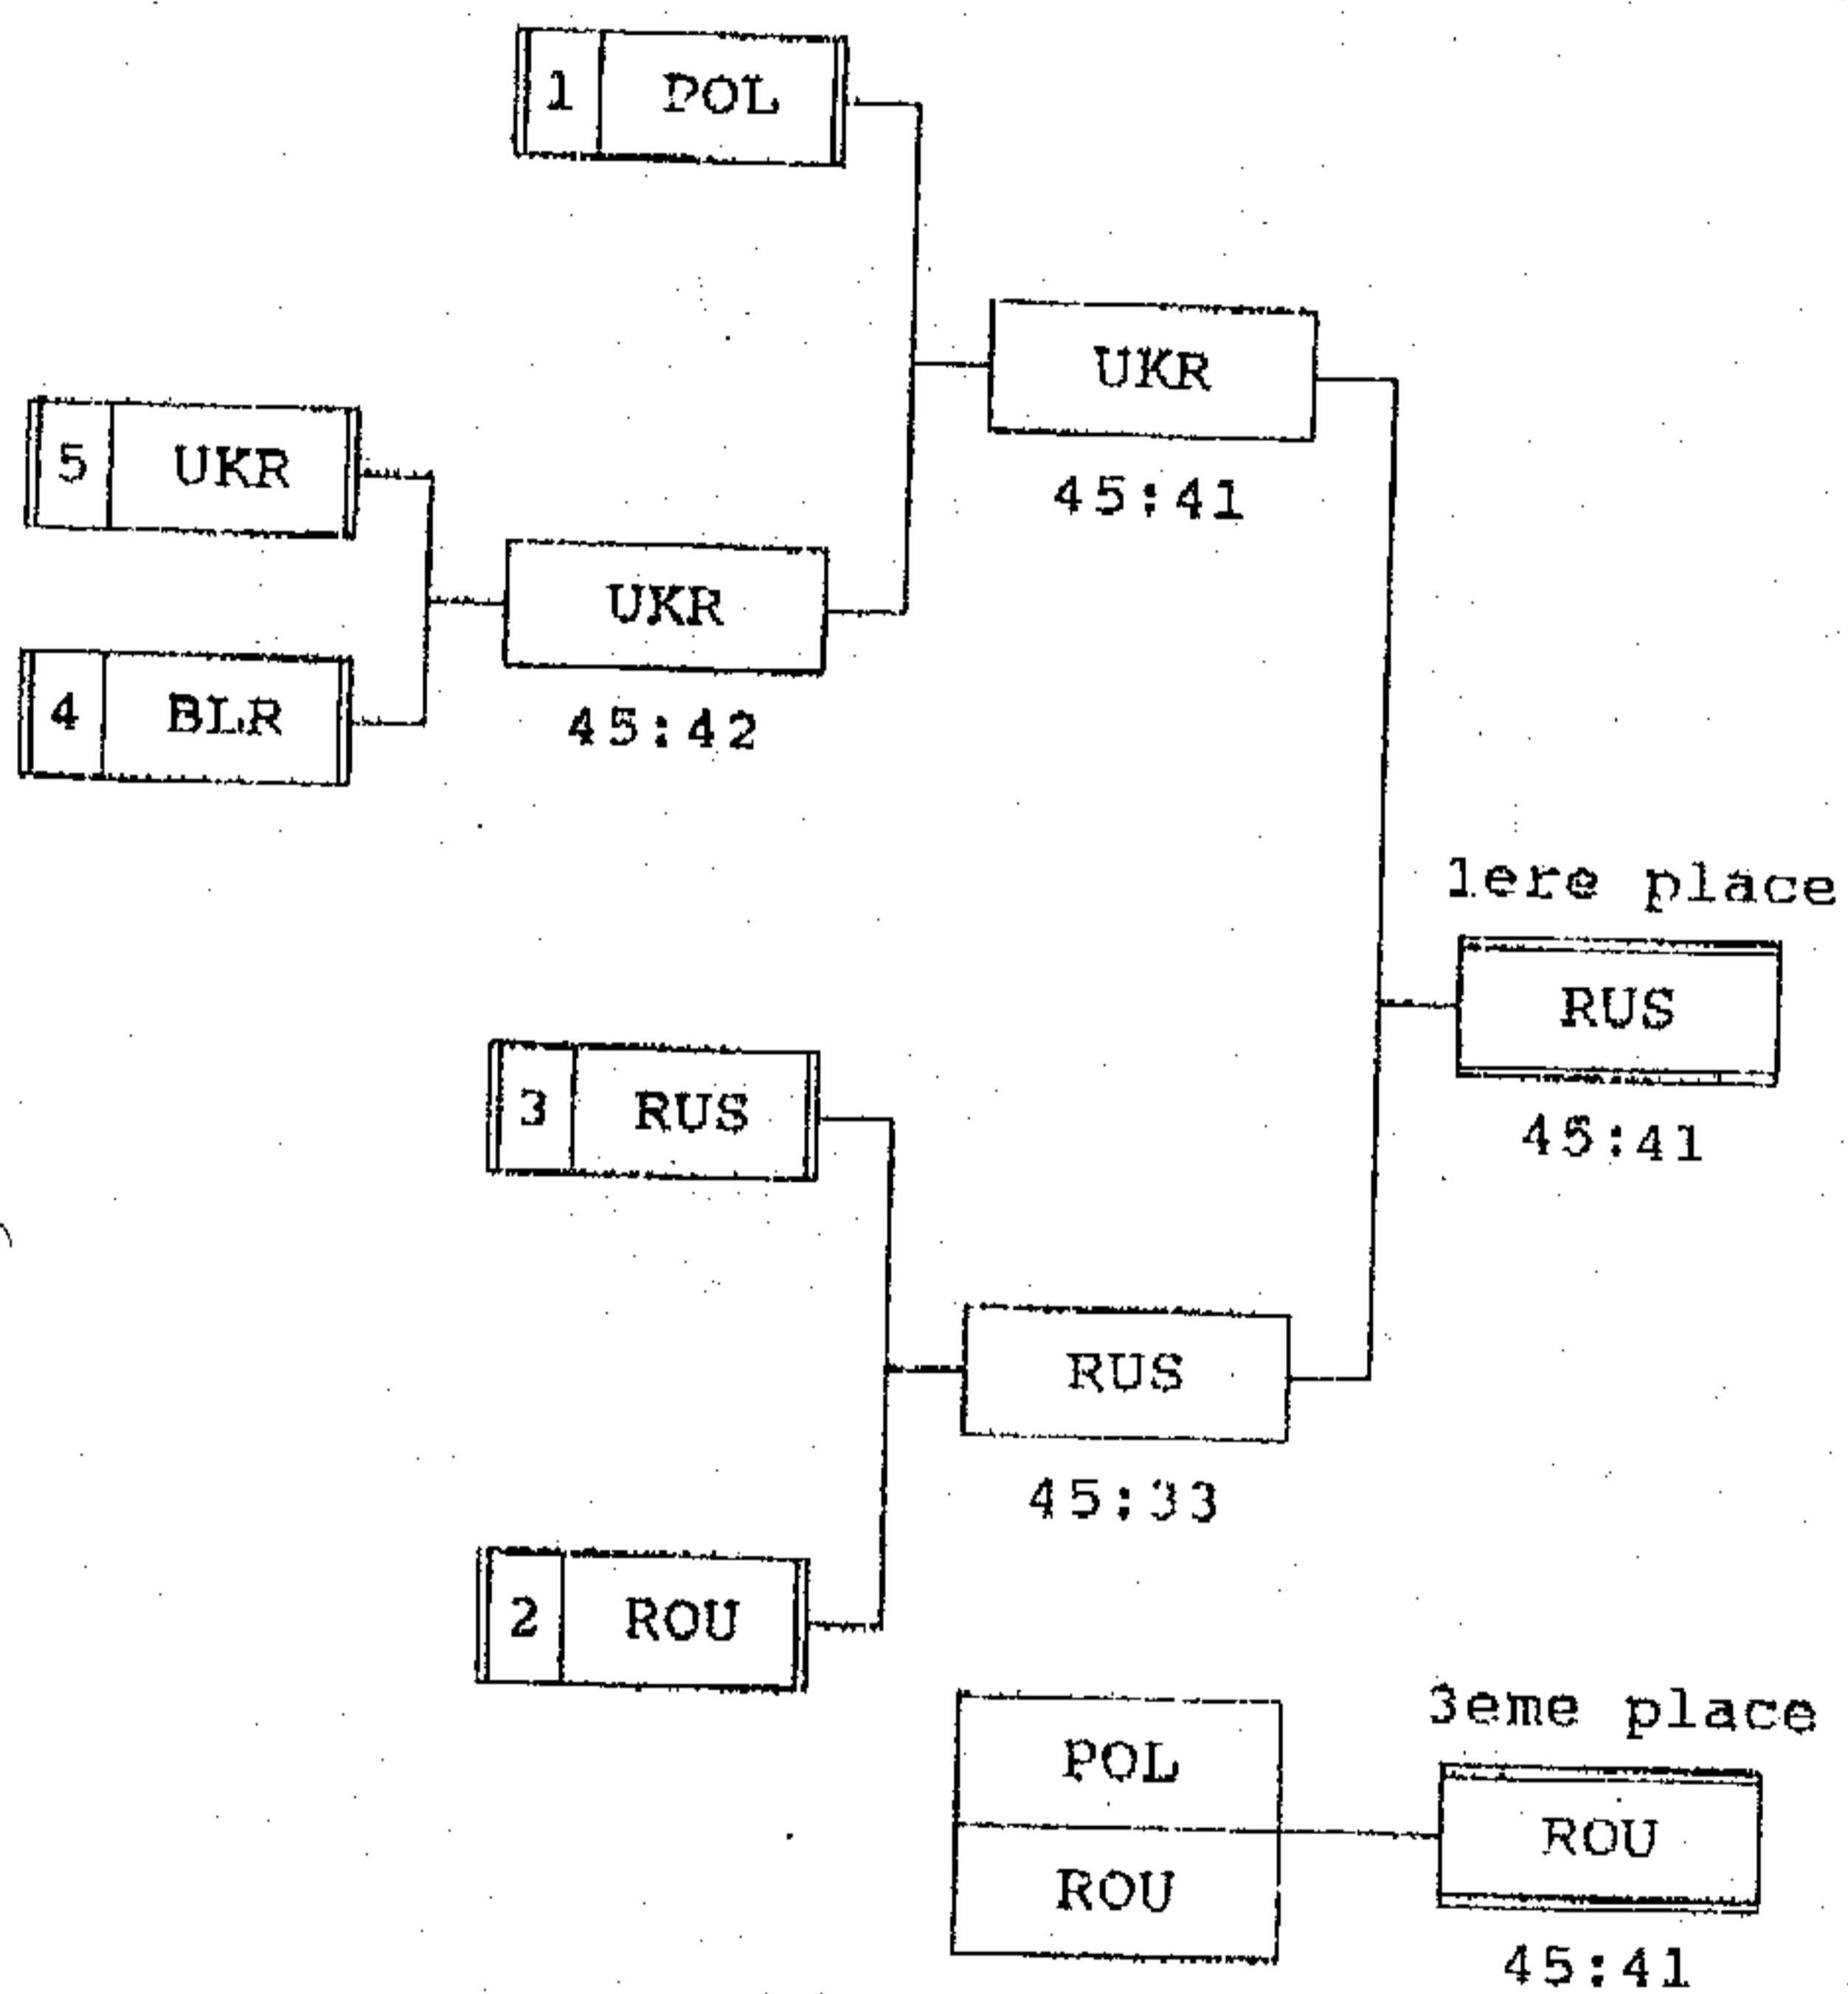 1 POL
UKR
45:41
5 UKR
UKR
45:42
4 BLR
1ere place
RUS
45:41
3 RUS
RUS
45:33
2 ROU
3eme place
POL
ROU
ROU
45:41